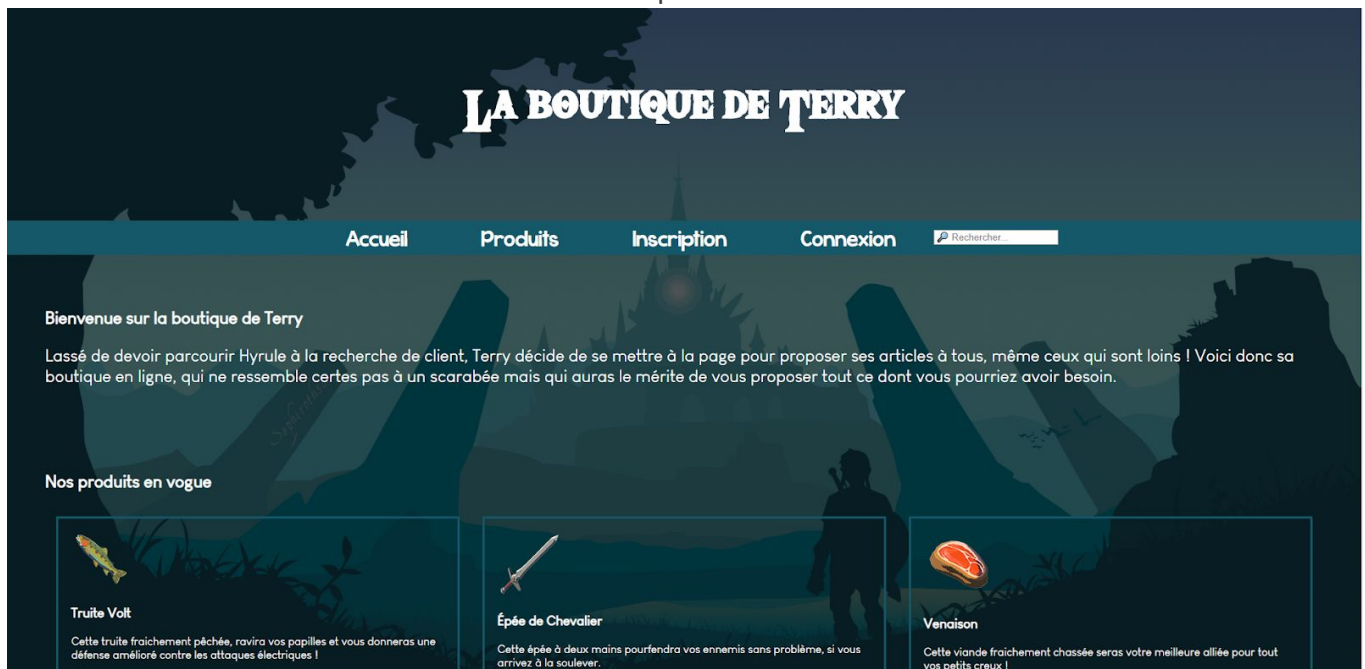 LA BOUTIQUE DE TERRY
Accueil Produits Inscription Connexion Rechercher...
Bienvenue sur la boutique de Terry
Lassé de devoir parcourir Hyrule à la recherche de client, Terry décide de se mettre à la page pour proposer ses articles à tous, même ceux qui sont loins ! Voici donc sa
boutique en ligne, qui ne ressemble certes pas à un scarabée mais qui auras le mérite de vous proposer tout ce dont vous pourriez avoir besoin.
Nos produits en vogue
Truite Volt
Cette truite fraichement pêchée, ravira vos papilles et vous donneras une
défense amélioré contre les attaques électriques !
Épée de Chevalier
Cette épée à deux mains pourfendra vos ennemis sans problème, si vous
arrivez à la soulever.
Venaison
Cette viande fraichement chassée seras votre meilleure alliée pour tout
vos petits creux !